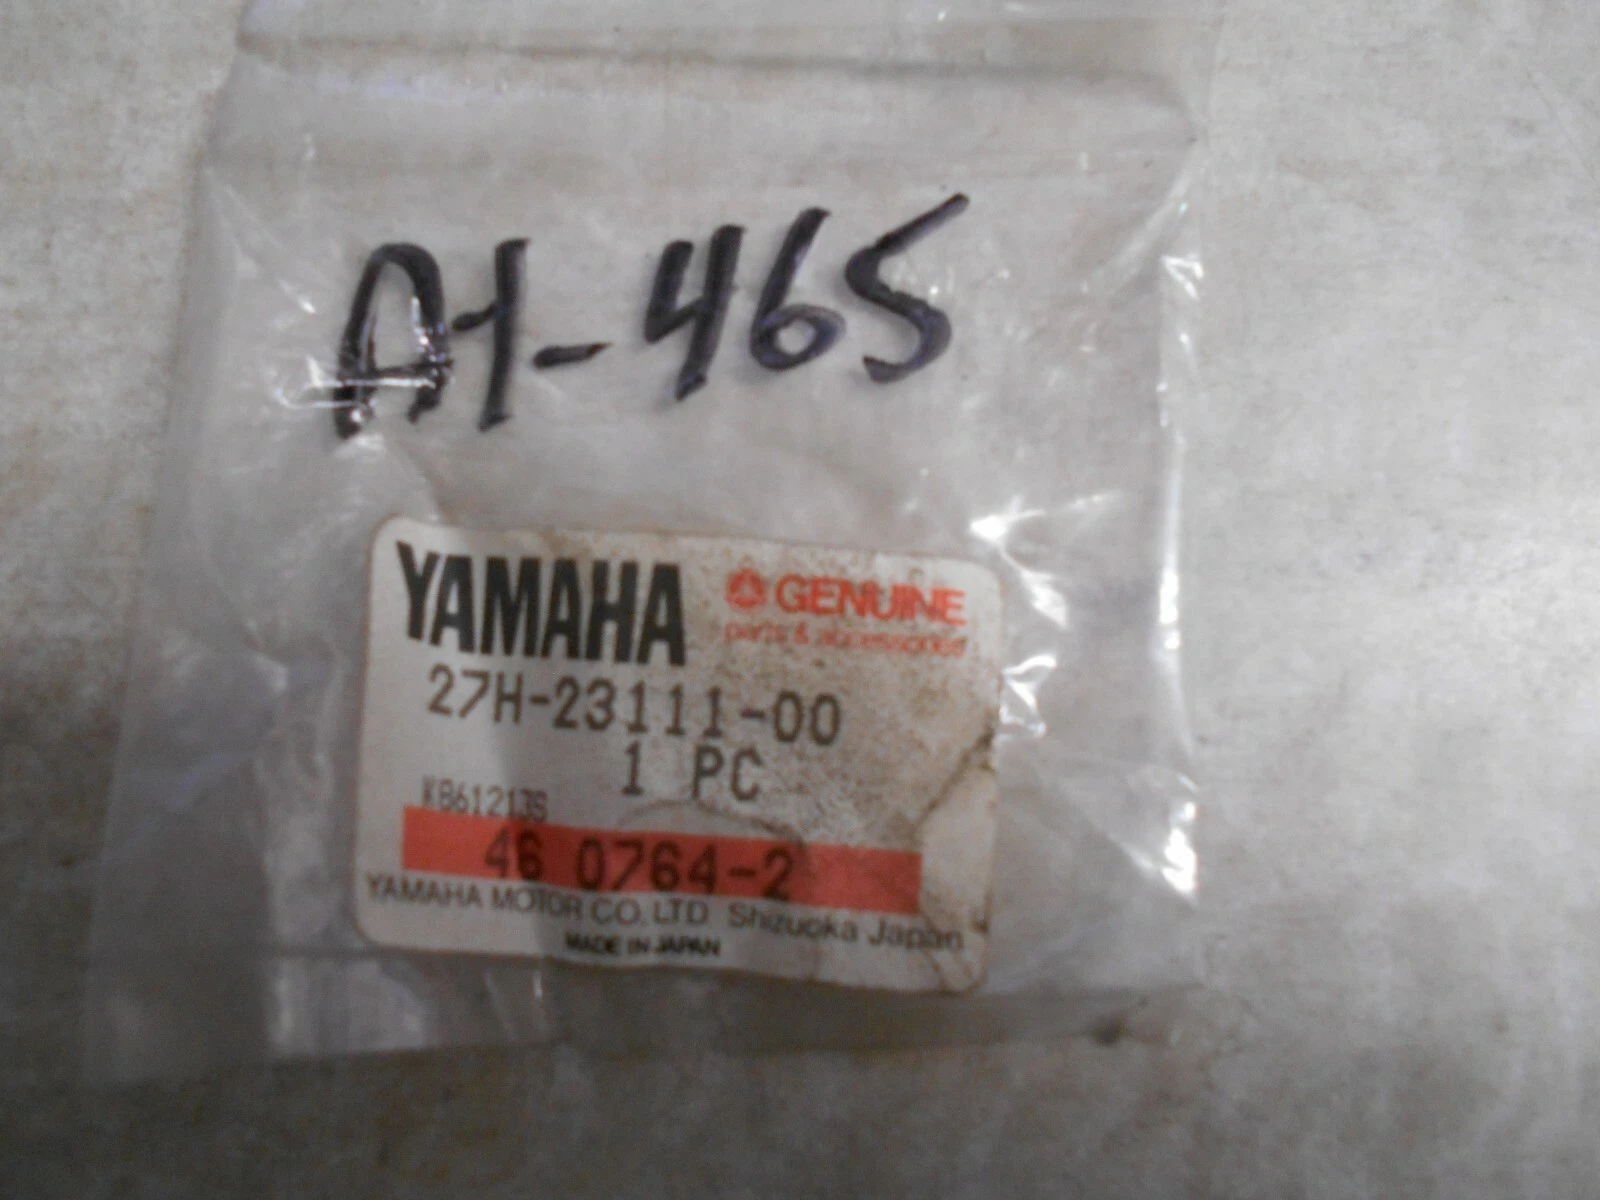 A1-465
YAMAHA GENUINE
parts & accessories
27H-23111-00
1 PC
K861213S
46 0764-2
YAMAHA MOTOR CO. LTD Shizuoka Japan
MADE IN JAPAN